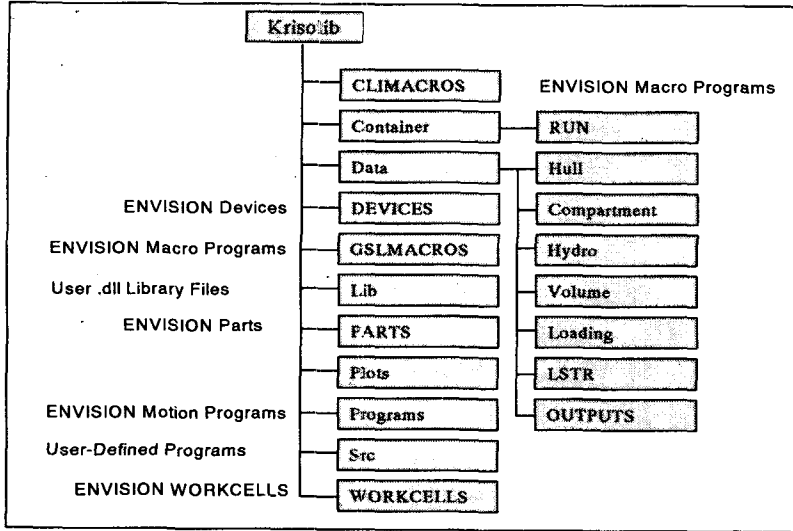 Krisolib
CLIMACROS ENVISION Macro Programs
Container RUN
Data Hull
ENVISION Devices DEVICES Compartment
ENVISION Macro Programs GSLMACROS Hydro
User .dll Library Files Lib Volume
ENVISION Parts PARTS Loading
Plots LSTR
ENVISION Motion Programs Programs OUTPUTS
User-Defined Programs Src
ENVISION WORKCELLS WORKCELLS